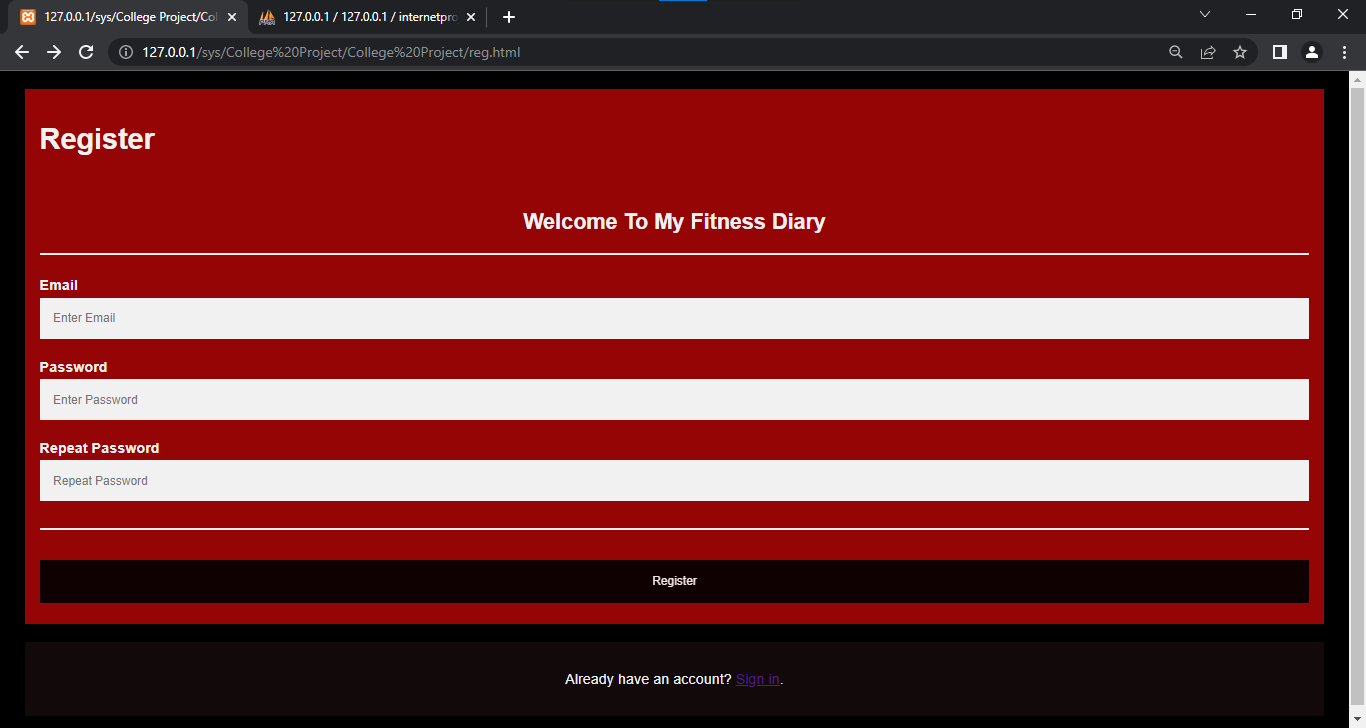 127.0.0.1/sys/College Project/Col
127.0.0.1 / 127.0.0.1 / internetpro
127.0.0.1/sys/College%20Project/College%20Project/reg.html
Register
Welcome To My Fitness Diary
Email
Enter Email
Password
Enter Password
Repeat Password
Repeat Password
Register
Already have an account? Sign in.